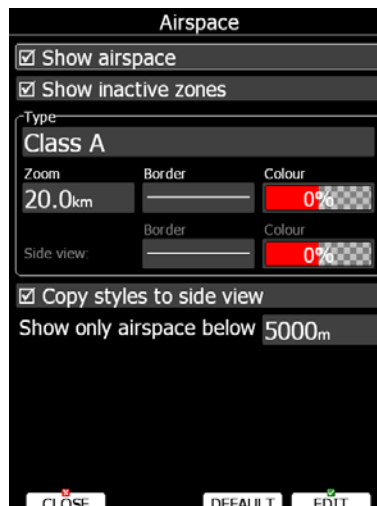 Airspace
Show airspace
Show inactive zones
Type
Class A
Zoom Border Colour
20.0km 0%
Border Colour
Side view: 0%
Copy styles to side view
Show only airspace below 5000m
CLOSE DEFAULT EDIT